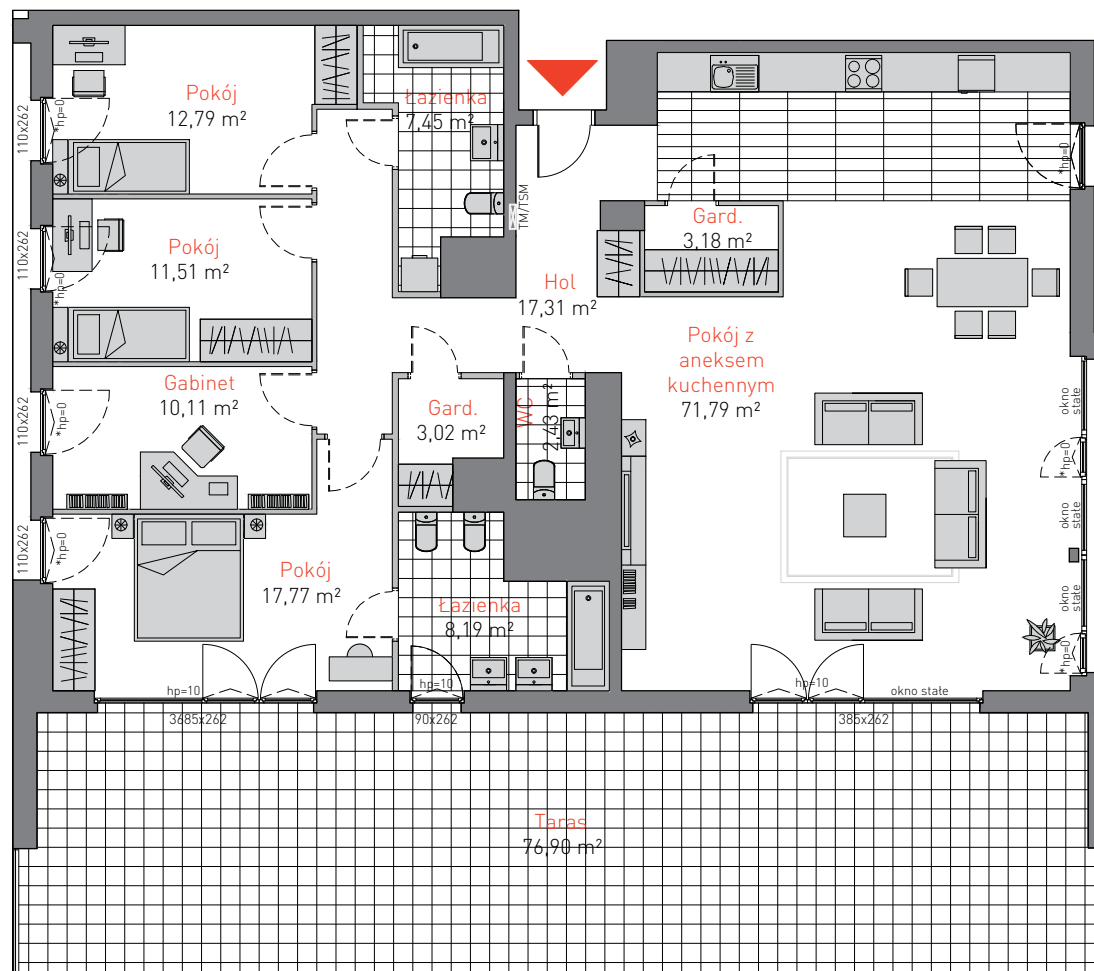 Pokój
12,79 m²
Łazienka
7,45 m²
110x262
*hp=0
*hp=0
TM/TSM
Gard.
3,18 m²
Pokój
11,51 m²
110x262
*hp=0
Hol
17,31 m²
Pokój z
aneksem
kuchennym
71,79 m²
Gabinet
10,11 m²
110x262
*hp=0
Gard.
3,02 m²
WC
2,43 m²
okno
stałe
*hp=0
okno
stałe
110x262
*hp=0
Pokój
17,77 m²
Łazienka
8,19 m²
okno
stałe
*hp=0
hp=10
hp=10
hp=10
okno stałe
3685x262
90x262
385x262
Taras
76,90 m²